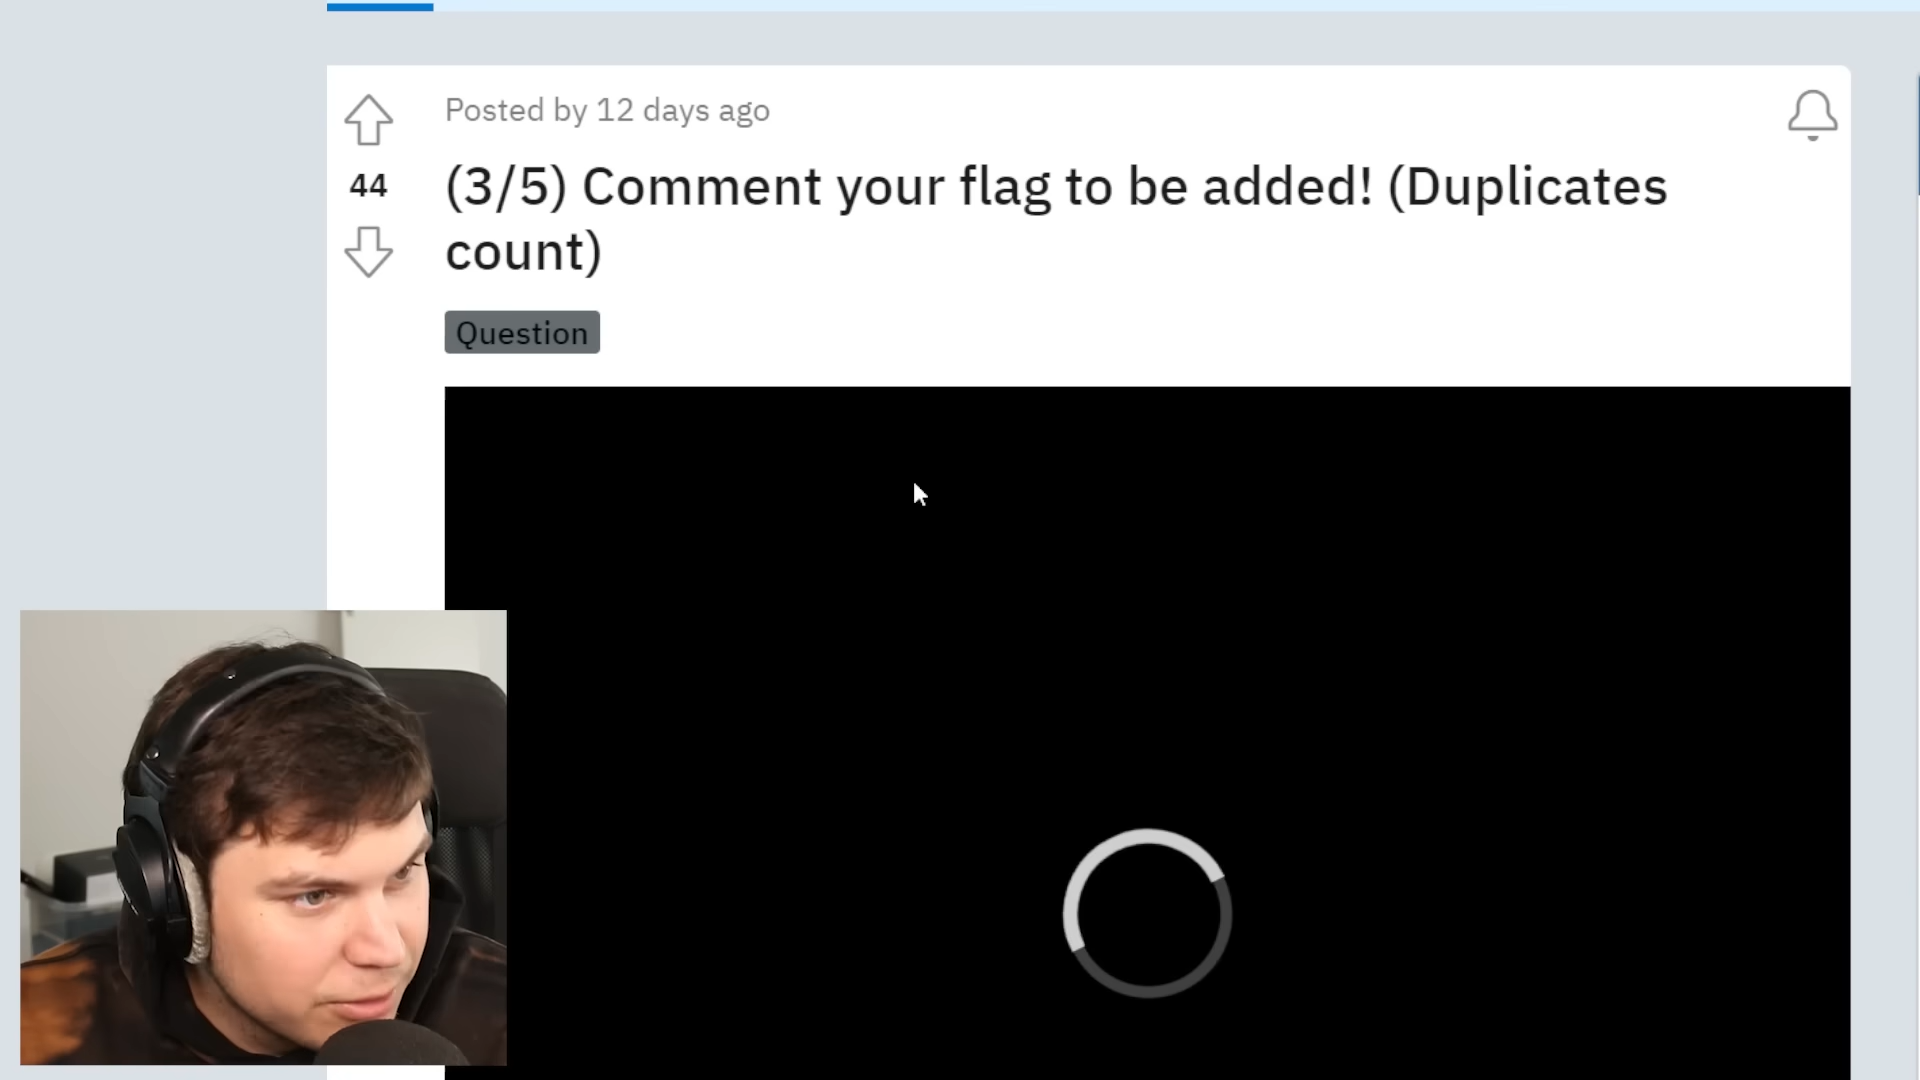 Posted by 12 days ago
44
(3/5) Comment your flag to be added! (Duplicates
count)
Question